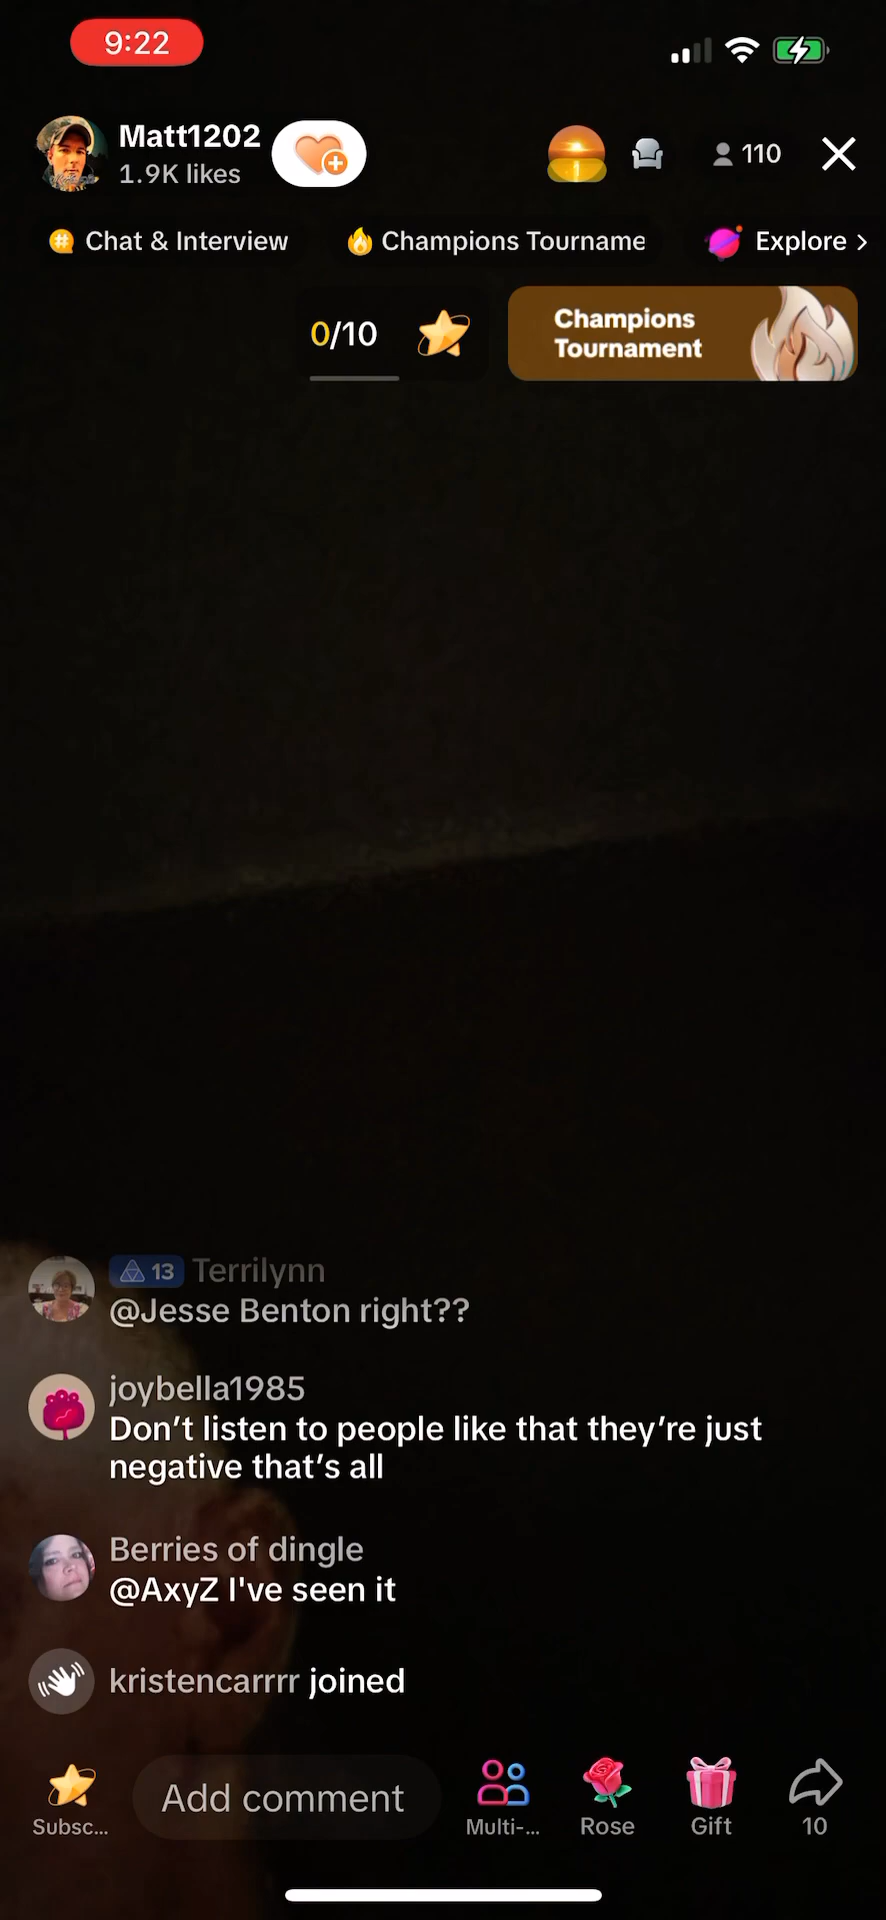 9:22
Matt1202
1.9K likes
110
Chat & Interview
Champions Tourname
Explore >
0/10
Champions
Tournament
13 Terrilynn
@Jesse Benton right??
joybella1985
Don't listen to people like that they're just
negative that's all
Berries of dingle
@AxyZ I've seen it
kristencarrrr joined
Add comment
Subsc...
Multi-...
Rose
Gift
10